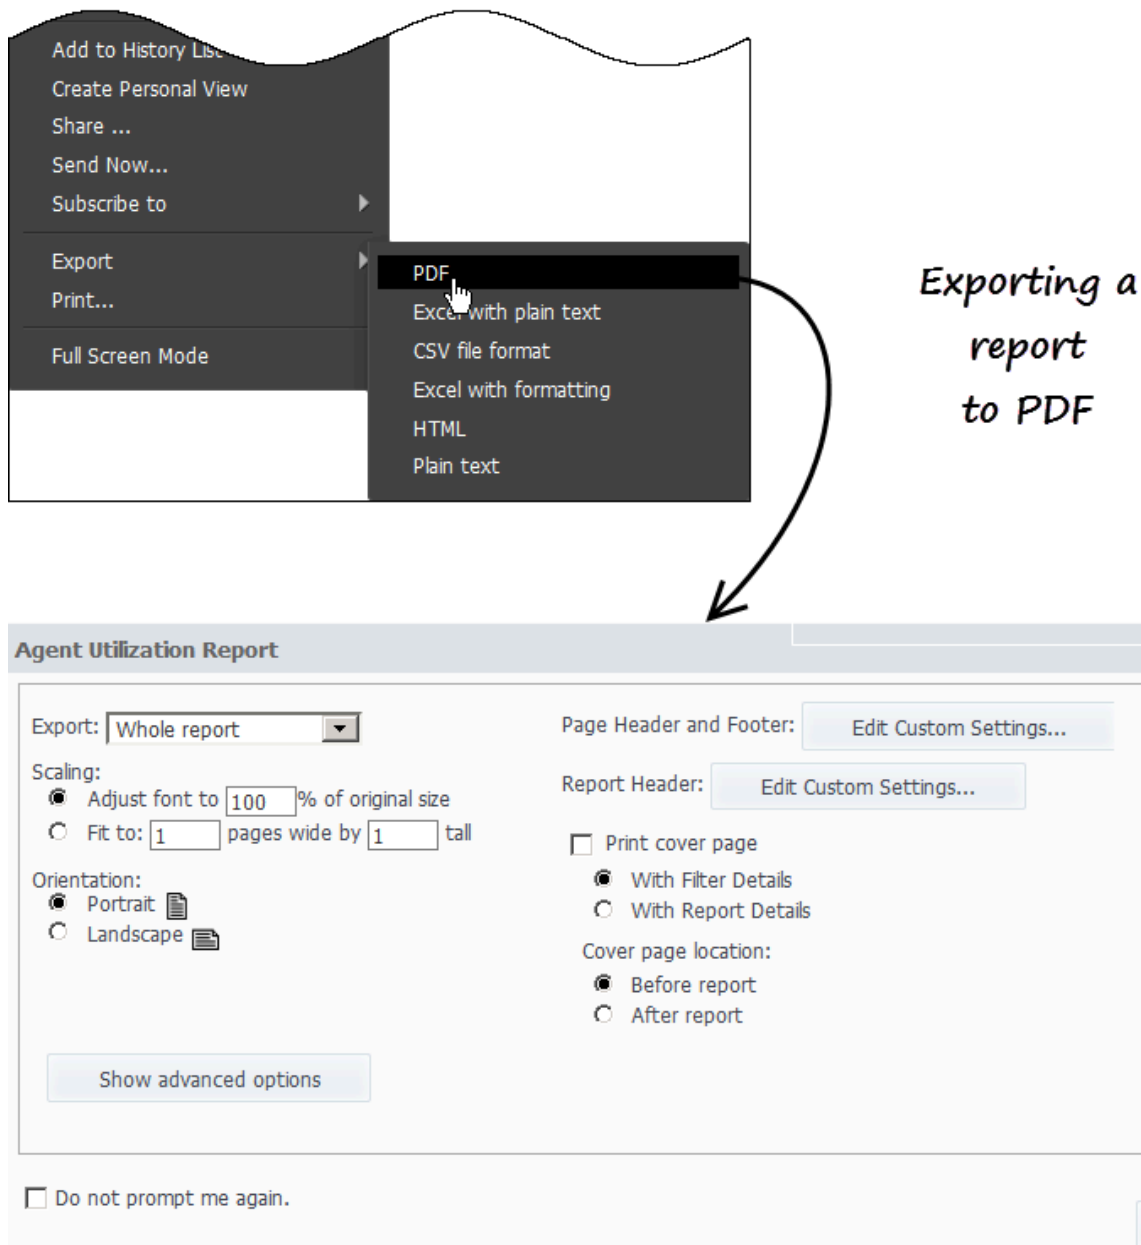 Add to History
Create Personal View
Share ...
Send Now...
Subscribe to
Export
Print...
Full Screen Mode
PDF
Excel with plain text
CSV file format
Excel with formatting
HTML
Plain text
Exporting a
report
to PDF
Agent Utilization Report
Export: Whole report
Scaling:
Adjust font to 100 % of original size
Fit to: 1 pages wide by 1 tall
Orientation:
Portrait
Landscape
Show advanced options
Page Header and Footer: Edit Custom Settings...
Report Header: Edit Custom Settings...
Print cover page
With Filter Details
With Report Details
Cover page location:
Before report
After report
Do not prompt me again.